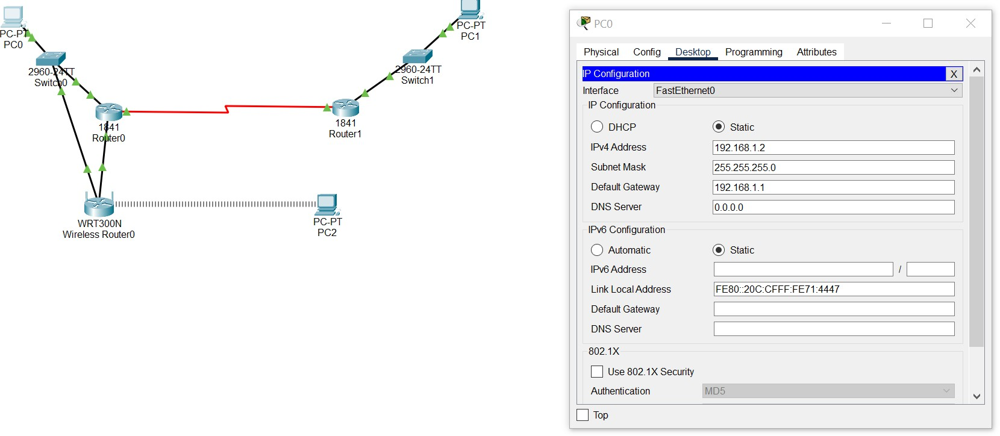 PC-PT
PC0
2960-24TT
Switch0
1841
Router0
WRT300N
Wireless Router0
PC-PT
PC2
1841
Router1
2960-24TT
Switch1
PC-PT
PC1
PC0
Physical Config Desktop Programming Attributes
IP Configuration X
Interface FastEthernet0
IP Configuration
DHCP Static
IPv4 Address 192.168.1.2
Subnet Mask 255.255.255.0
Default Gateway 192.168.1.1
DNS Server 0.0.0.0
IPv6 Configuration
Automatic Static
IPv6 Address /
Link Local Address FE80::20C:CFFF:FE71:4447
Default Gateway
DNS Server
802.1X
Use 802.1X Security
Authentication MD5
Top